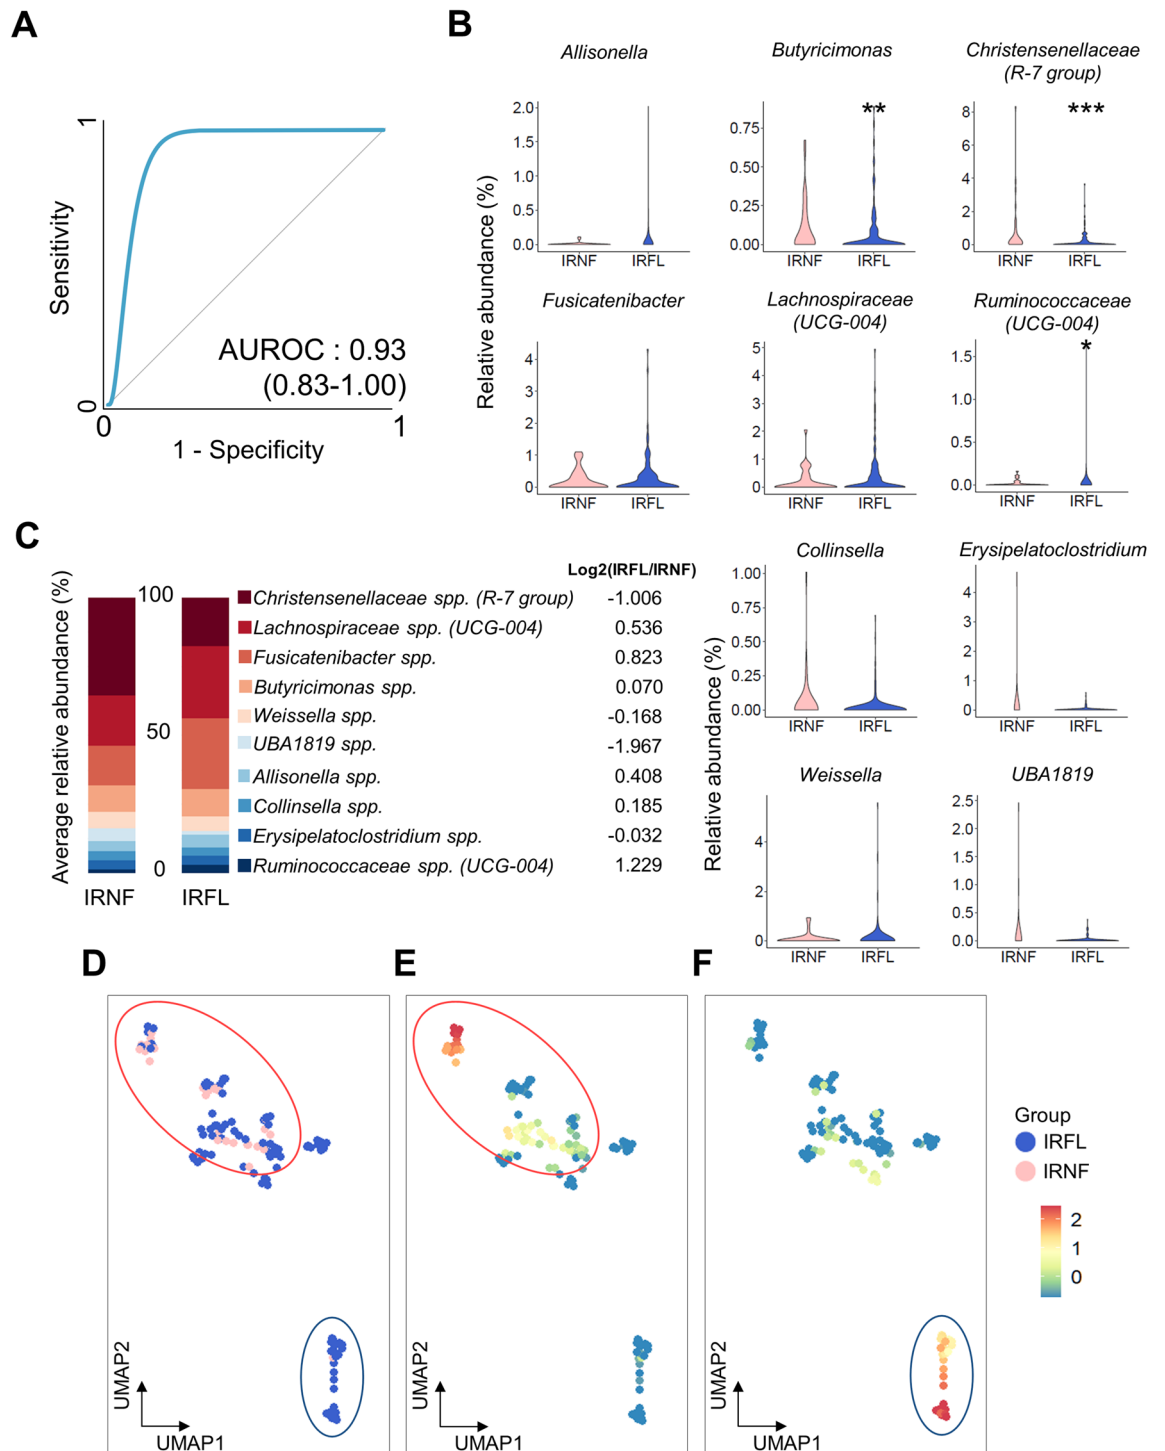 A
1
Sensitivity
0
AUROC : 0.93
(0.83-1.00)
0
1
1 - Specificity
B
Relative abundance (%)
Allisonella
2.0
1.5
1.0
0.5
0.0
IRNF
IRFL
Butyricimonas
**
0.75
0.50
0.25
0.00
IRNF
IRFL
Christensenellaceae
(R-7 group)
***
8
6
4
2
0
IRNF
IRFL
Fusicatenibacter
4
3
2
1
0
IRNF
IRFL
Lachnospiraceae
(UCG-004)
5
4
3
2
1
0
IRNF
IRFL
Ruminococcaceae
(UCG-004)
*
1.5
1.0
0.5
0.0
IRNF
IRFL
Relative abundance (%)
Collinsella
1.00
0.75
0.50
0.25
0.00
IRNF
IRFL
Erysipelatoclostridium
4
3
2
1
0
IRNF
IRFL
Weissella
4
2
0
IRNF
IRFL
UBA1819
2.5
2.0
1.5
1.0
0.5
0.0
IRNF
IRFL
C
Average relative abundance (%)
100
50
0
IRNF
IRFL
Log2(IRFL/IRNF)
Christensenellaceae spp. (R-7 group) -1.006
Lachnospiraceae spp. (UCG-004) 0.536
Fusicatenibacter spp. 0.823
Butyricimonas spp. 0.070
Weissella spp. -0.168
UBA1819 spp. -1.967
Allisonella spp. 0.408
Collinsella spp. 0.185
Erysipelatoclostridium spp. -0.032
Ruminococcaceae spp. (UCG-004) 1.229
D
UMAP2
UMAP1
E
UMAP2
UMAP1
F
UMAP2
UMAP1
Group
IRFL
IRNF
2
1
0